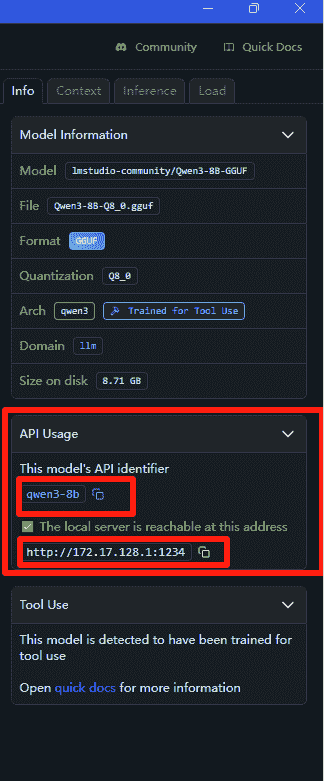 Community Quick Docs
Info Context Inference Load
Model Information
Model lmstudio-community/Qwen3-8B-GGUF
File Qwen3-8B-Q8_0.gguf
Format GGUF
Quantization Q8_0
Arch qwen3 Trained for Tool Use
Domain llm
Size on disk 8.71 GB
API Usage
This model's API identifier
qwen3-8b
The local server is reachable at this address
http://172.17.128.1:1234
Tool Use
This model is detected to have been trained for
tool use
Open quick docs for more information